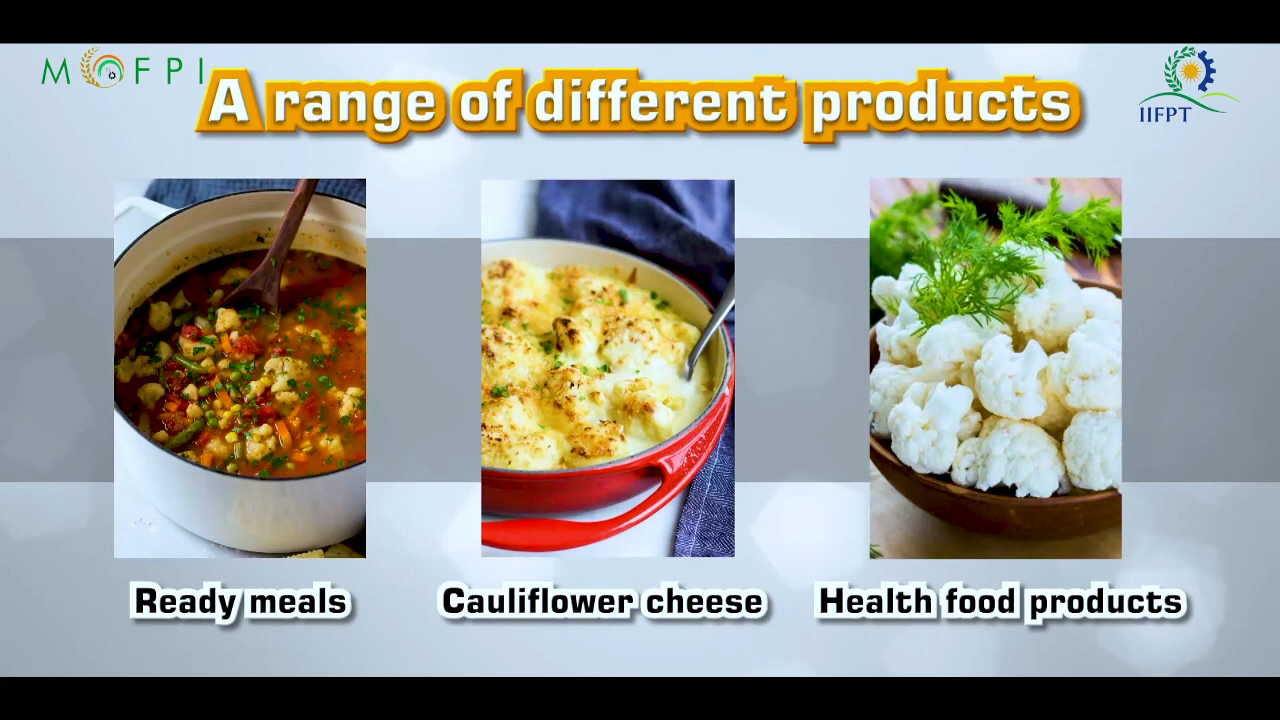 MOFPI
A range of different products
IIFPT
Ready meals
Cauliflower cheese
Health food products